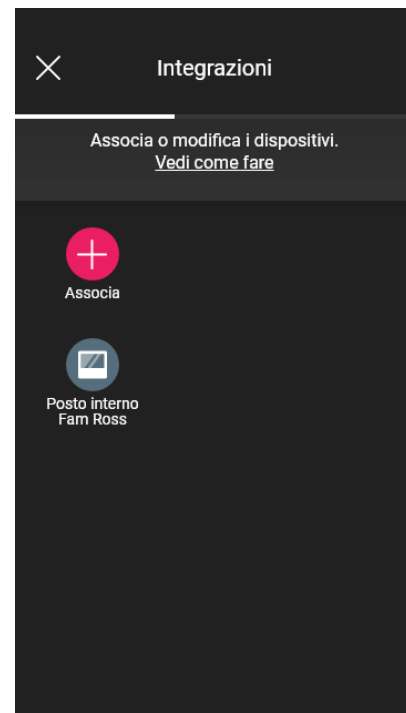 Integrazioni
Associa o modifica i dispositivi.
Vedi come fare
Associa
Posto interno
Fam Ross